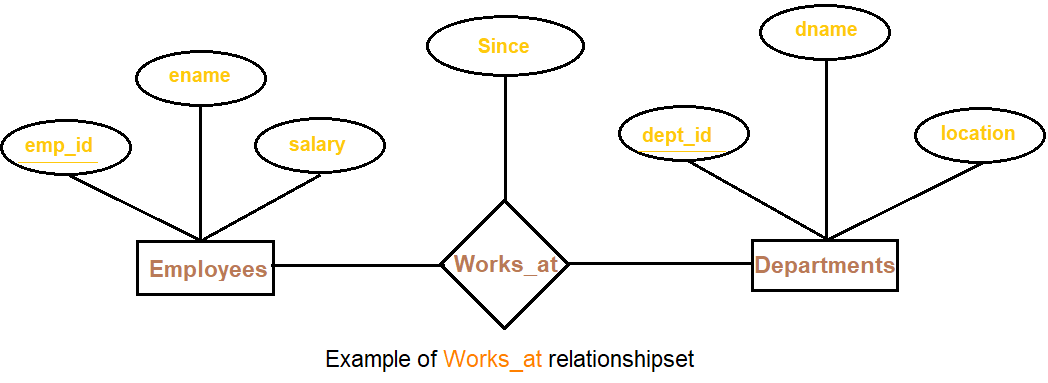 dname
Since
ename
dept_id
location
emp_id
salary
Employees
Works_at
Departments
Example of Works_at relationshipset